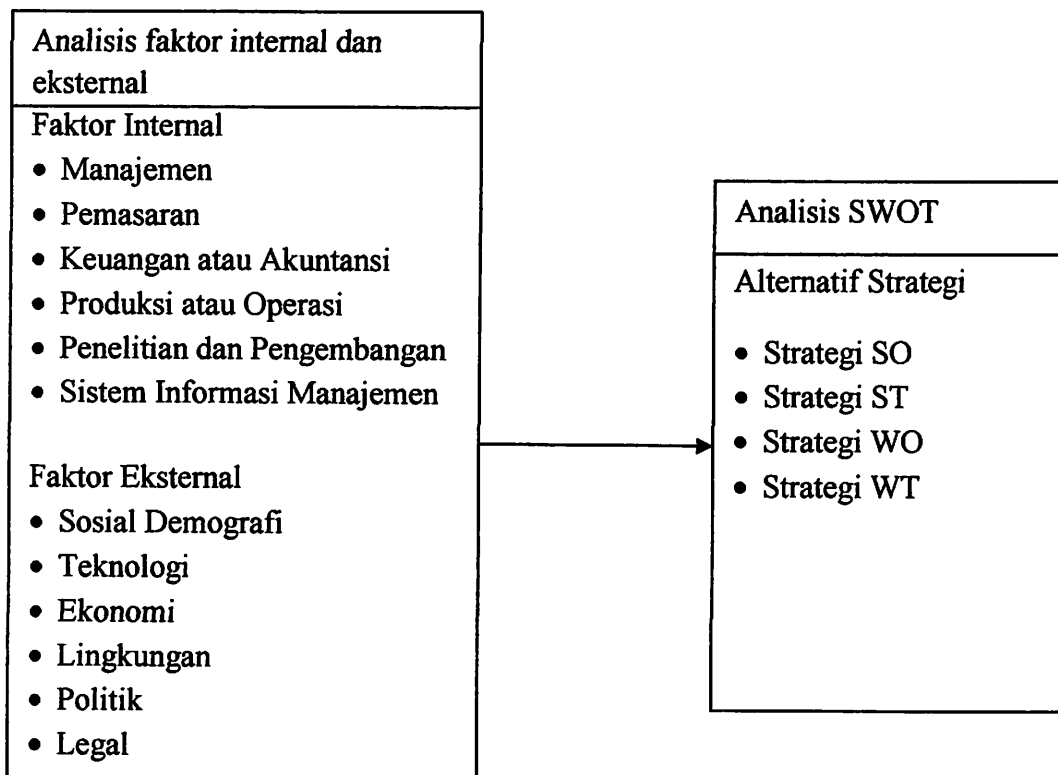 Analisis faktor internal dan
eksternal
Faktor Internal
• Manajemen
• Pemasaran
• Keuangan atau Akuntansi
• Produksi atau Operasi
• Penelitian dan Pengembangan
• Sistem Informasi Manajemen
Faktor Eksternal
• Sosial Demografi
• Teknologi
• Ekonomi
• Lingkungan
• Politik
• Legal
Analisis SWOT
Alternatif Strategi
• Strategi SO
• Strategi ST
• Strategi WO
• Strategi WT